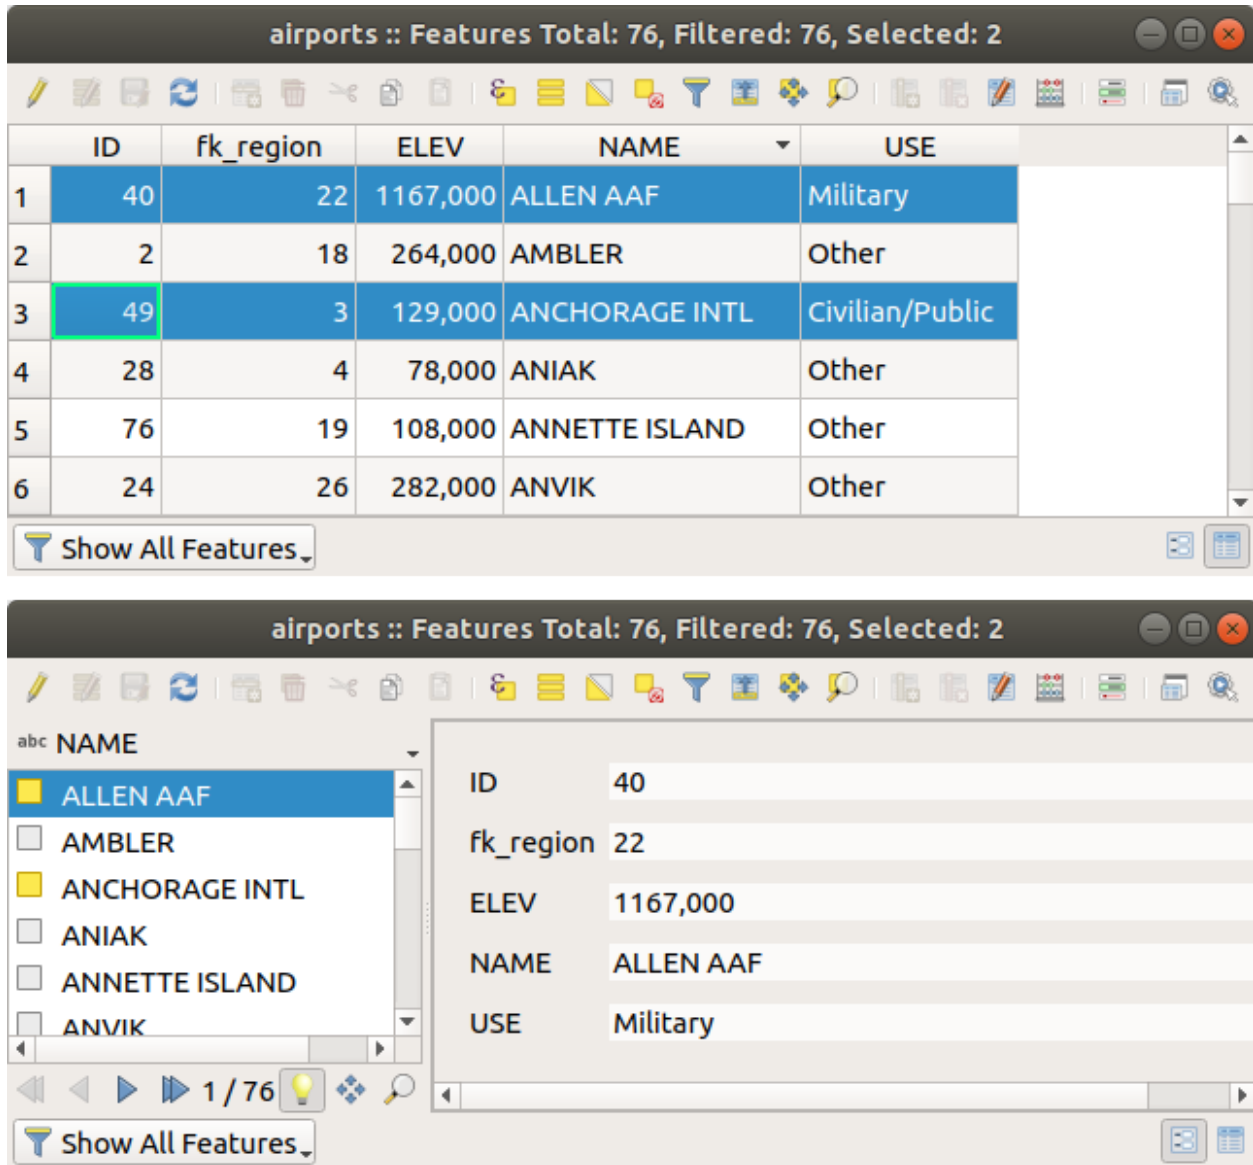 airports :: Features Total: 76, Filtered: 76, Selected: 2
ID fk_region ELEV NAME USE
1 40 22 1167,000 ALLEN AAF Military
2 2 18 264,000 AMBLER Other
3 49 3 129,000 ANCHORAGE INTL Civilian/Public
4 28 4 78,000 ANIAK Other
5 76 19 108,000 ANNETTE ISLAND Other
6 24 26 282,000 ANVIK Other
Show All Features
airports :: Features Total: 76, Filtered: 76, Selected: 2
abc NAME
ALLEN AAF
AMBLER
ANCHORAGE INTL
ANIAK
ANNETTE ISLAND
ANVIK
1 / 76
ID 40
fk_region 22
ELEV 1167,000
NAME ALLEN AAF
USE Military
Show All Features